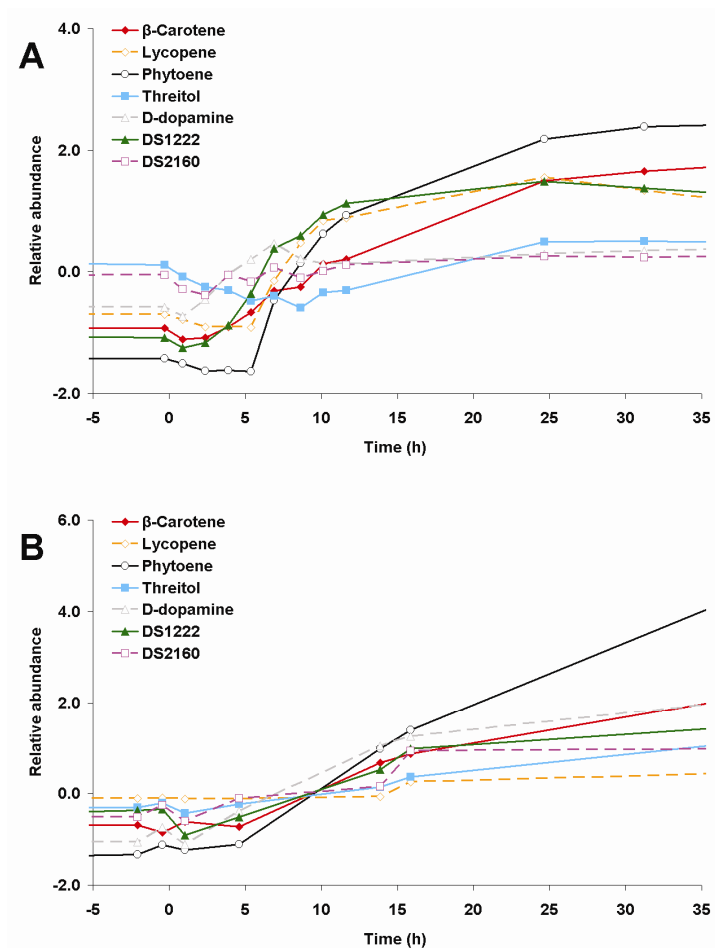 A
4.0
2.0
0.0
-2.0
Relative abundance
β-Carotene
Lycopene
Phytoene
Threitol
D-dopamine
DS1222
DS2160
-5 0 5 10 15 20 25 30 35
Time (h)
B
6.0
4.0
2.0
0.0
-2.0
Relative abundance
β-Carotene
Lycopene
Phytoene
Threitol
D-dopamine
DS1222
DS2160
-5 0 5 10 15 20 25 30 35
Time (h)